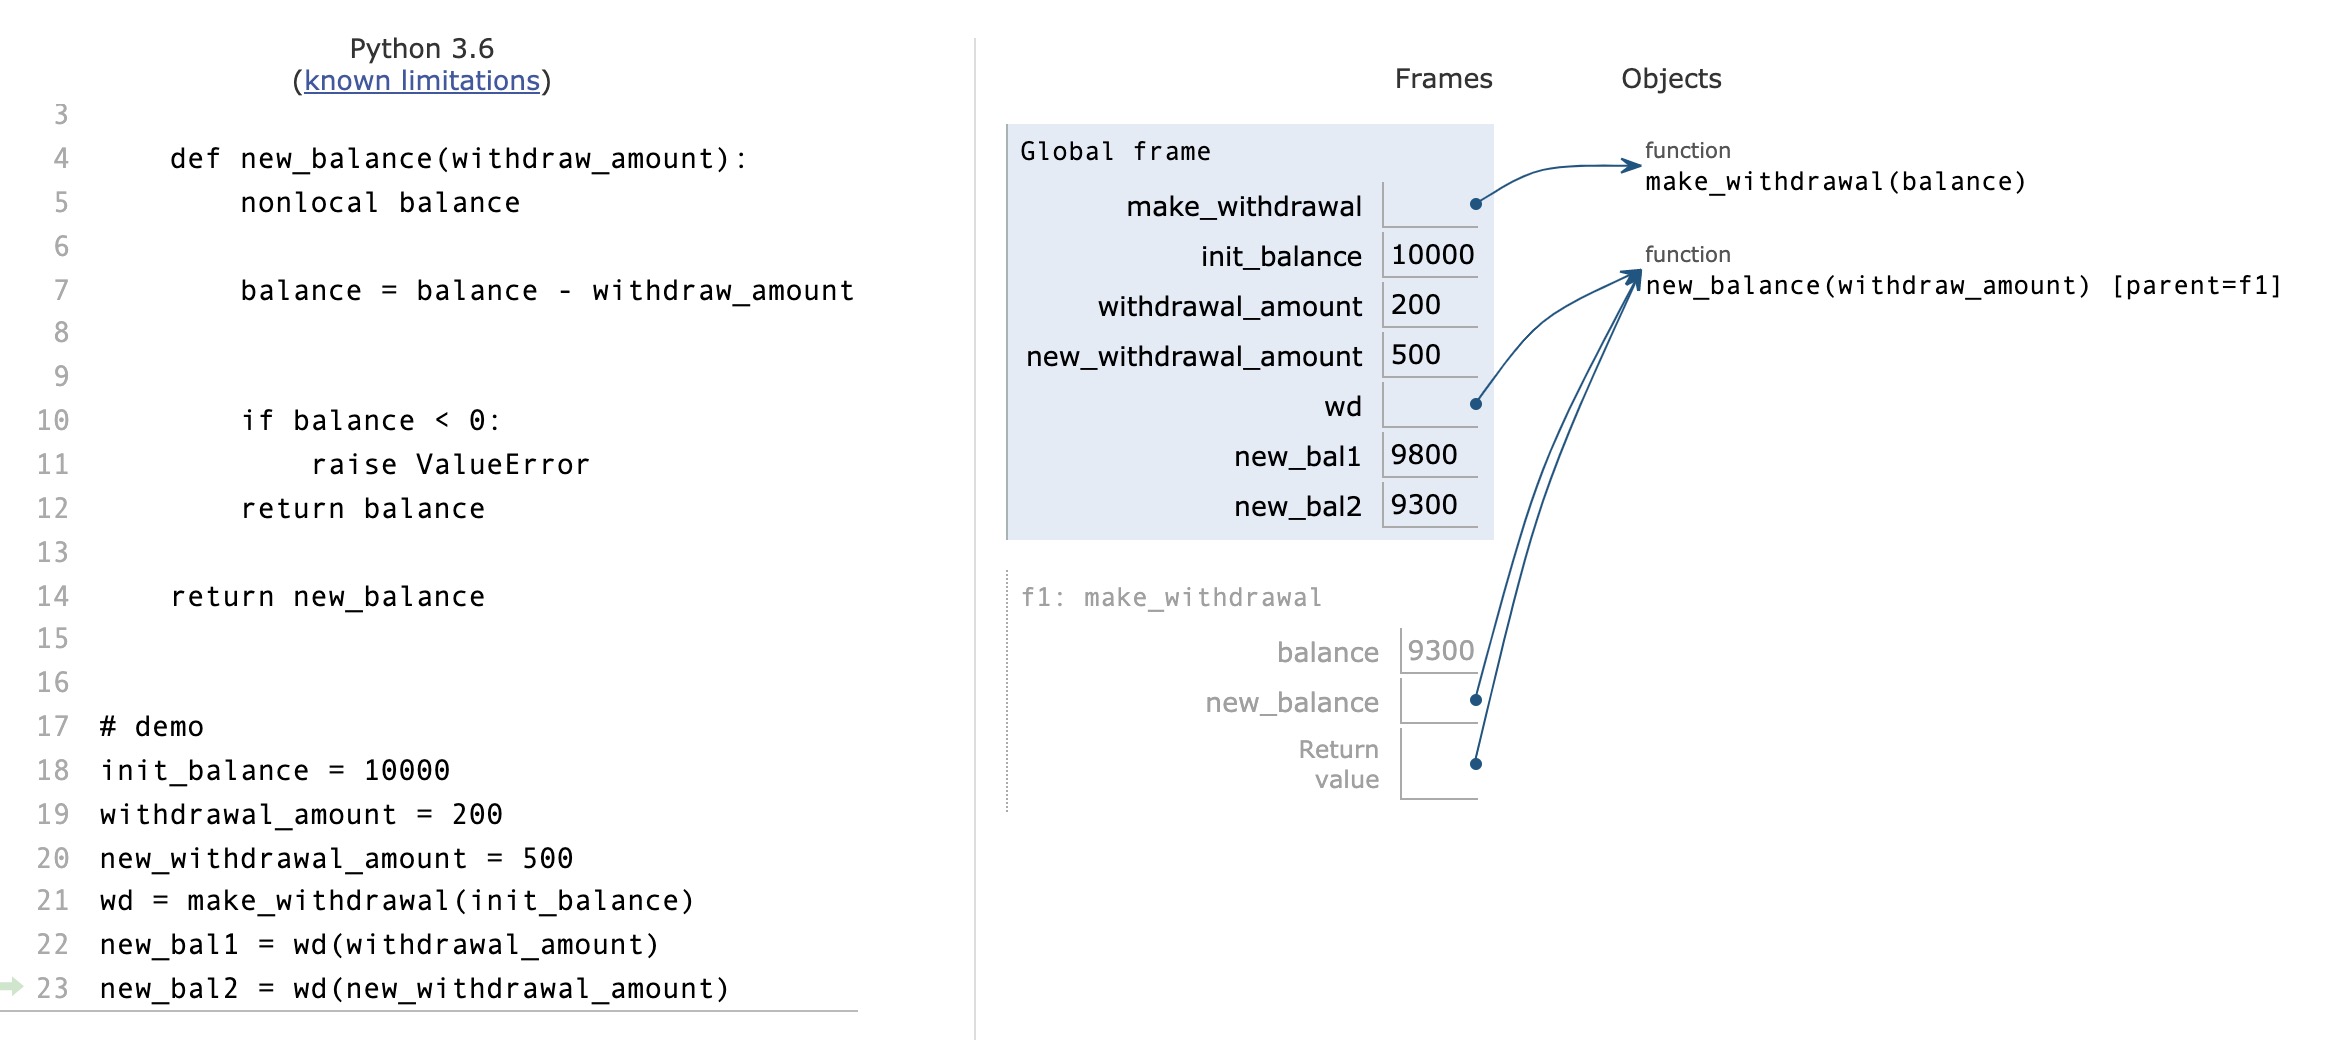 Python 3.6
(known limitations)
3
4 def new_balance(withdraw_amount):
5 nonlocal balance
6
7 balance = balance - withdraw_amount
8
9
10 if balance < 0:
11 raise ValueError
12 return balance
13
14 return new_balance
15
16
17 # demo
18 init_balance = 10000
19 withdrawal_amount = 200
20 new_withdrawal_amount = 500
21 wd = make_withdrawal(init_balance)
22 new_bal1 = wd(withdrawal_amount)
23 new_bal2 = wd(new_withdrawal_amount)
Frames Objects
Global frame
make_withdrawal
init_balance 10000
withdrawal_amount 200
new_withdrawal_amount 500
wd
new_bal1 9800
new_bal2 9300
function
make_withdrawal(balance)
function
new_balance(withdraw_amount) [parent=f1]
f1: make_withdrawal
balance 9300
new_balance
Return
value